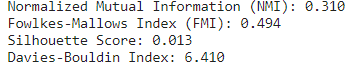 Normalized Mutual Information (NMI): 0.310
Fowlkes-Mallows Index (FMI): 0.494
Silhouette Score: 0.013
Davies-Bouldin Index: 6.410